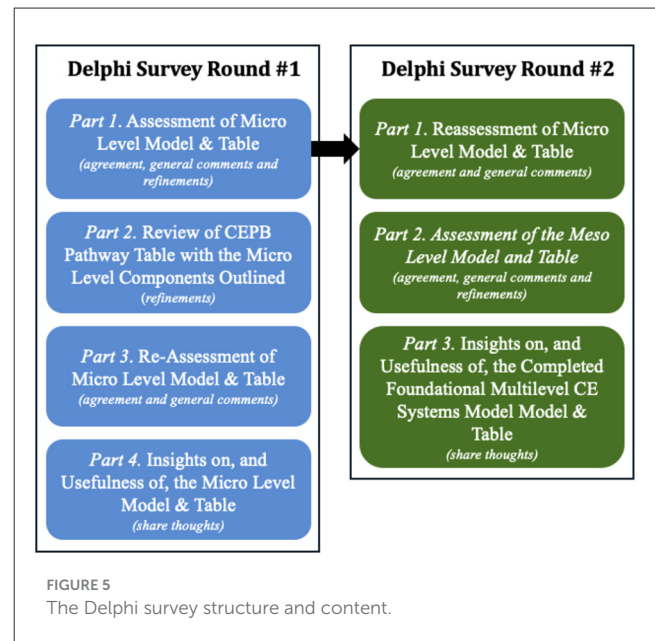 Delphi Survey Round #1
Part 1. Assessment of Micro
Level Model & Table
(agreement, general comments and
refinements)
Part 2. Review of CEPB
Pathway Table with the Micro
Level Components Outlined
(refinements)
Part 3. Re-Assessment of
Micro Level Model & Table
(agreement and general comments)
Part 4. Insights on, and
Usefulness of, the Micro Level
Model & Table
(share thoughts)
Delphi Survey Round #2
Part 1. Reassessment of Micro
Level Model & Table
(agreement and general comments)
Part 2. Assessment of the Meso
Level Model and Table
(agreement, general comments and
refinements)
Part 3. Insights on, and
Usefulness of, the Completed
Foundational Multilevel CE
Systems Model Model &
Table
(share thoughts)
FIGURE 5
The Delphi survey structure and content.